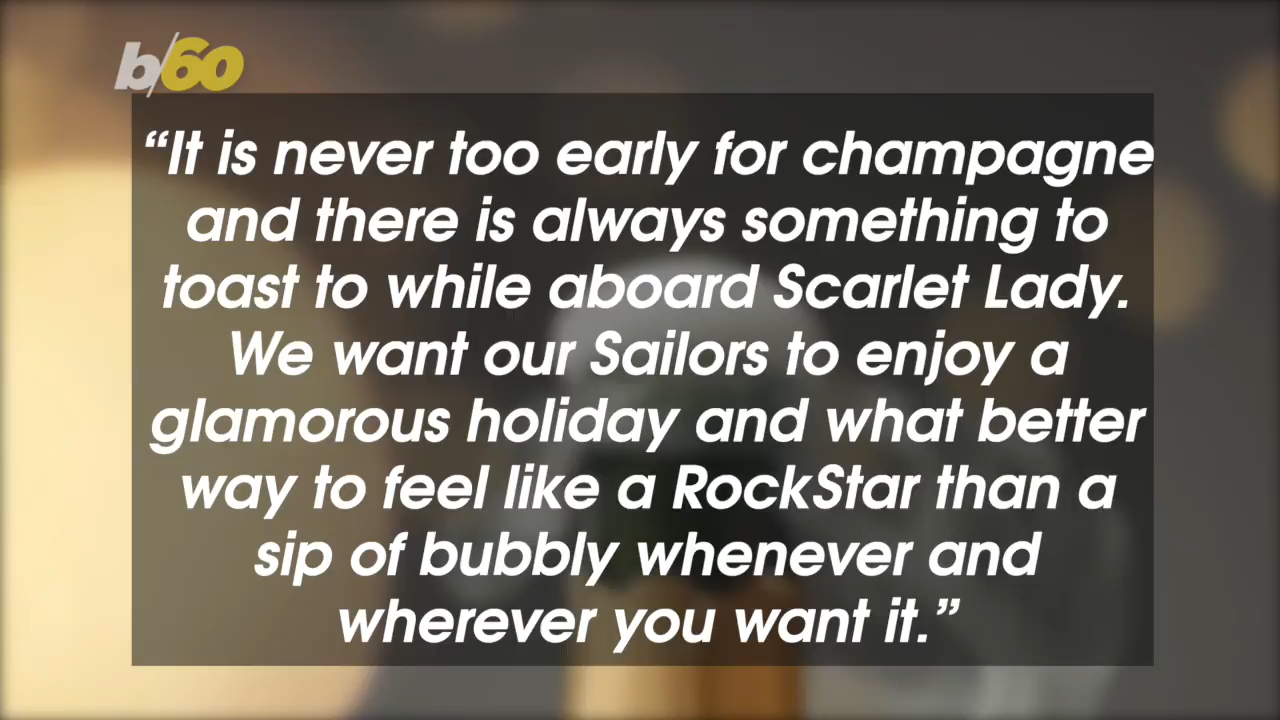 b/60
“It is never too early for champagne
and there is always something to
toast to while aboard Scarlet Lady.
We want our Sailors to enjoy a
glamorous holiday and what better
way to feel like a RockStar than a
sip of bubbly whenever and
wherever you want it.”